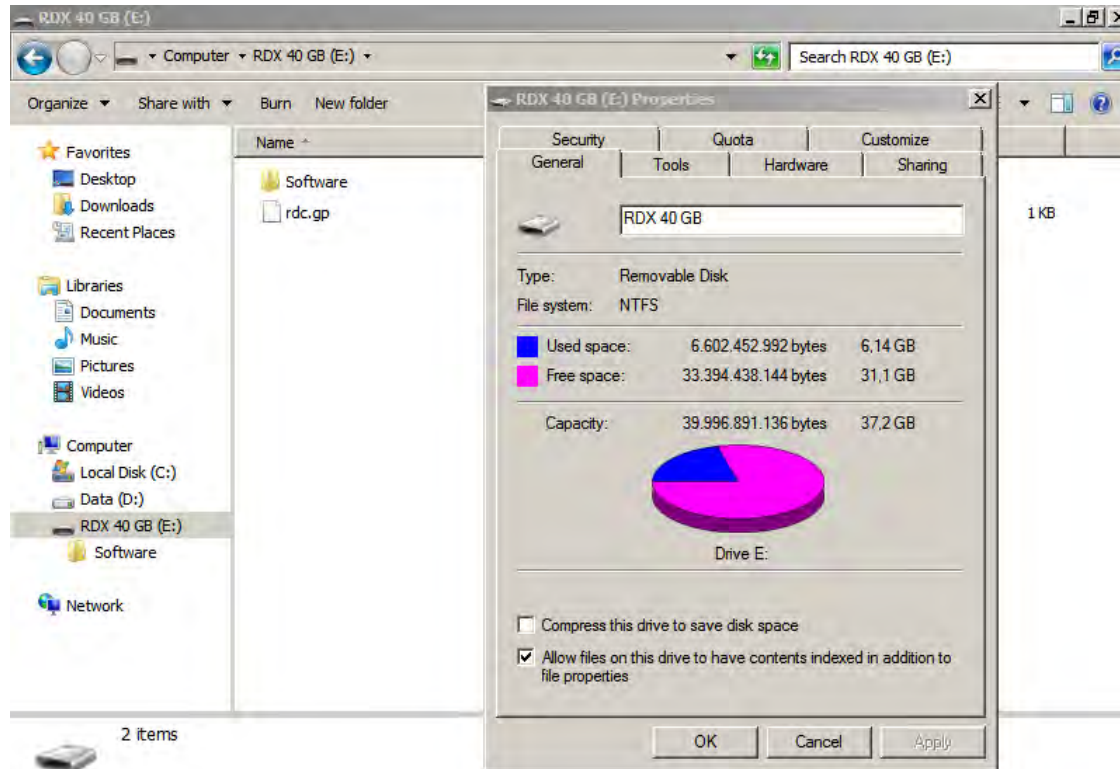 RDX 40 GB (E:)
Computer RDX 40 GB (E:)
Search RDX 40 GB (E:)
Organize Share with Burn New folder
Name
Favorites
Desktop
Downloads
Recent Places
Libraries
Documents
Music
Pictures
Videos
Computer
Local Disk (C:)
Data (D:)
RDX 40 GB (E:)
Software
Network
Software
rdc.gp
1 KB
RDX 40 GB (E:) Properties
Security Quota Customize
General Tools Hardware Sharing
RDX 40 GB
Type: Removable Disk
File system: NTFS
Used space: 6.602.452.992 bytes 6,14 GB
Free space: 33.394.438.144 bytes 31,1 GB
Capacity: 39.996.891.136 bytes 37,2 GB
Drive E:
Compress this drive to save disk space
Allow files on this drive to have contents indexed in addition to
file properties
OK Cancel Apply
2 items